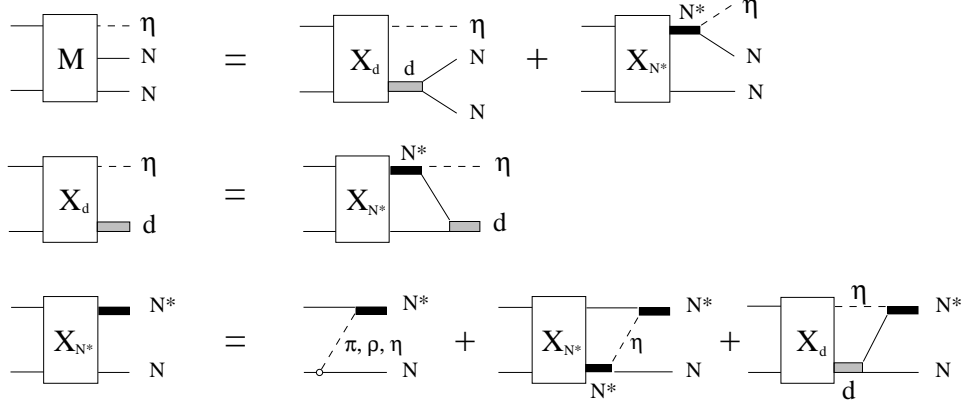 M η N N = X_d d η N N + X_N* N* η N N
X_d η d = X_N* N* η d
X_N* N* N = π, ρ, η N* N + X_N* N* η N* N + X_d η d N* N